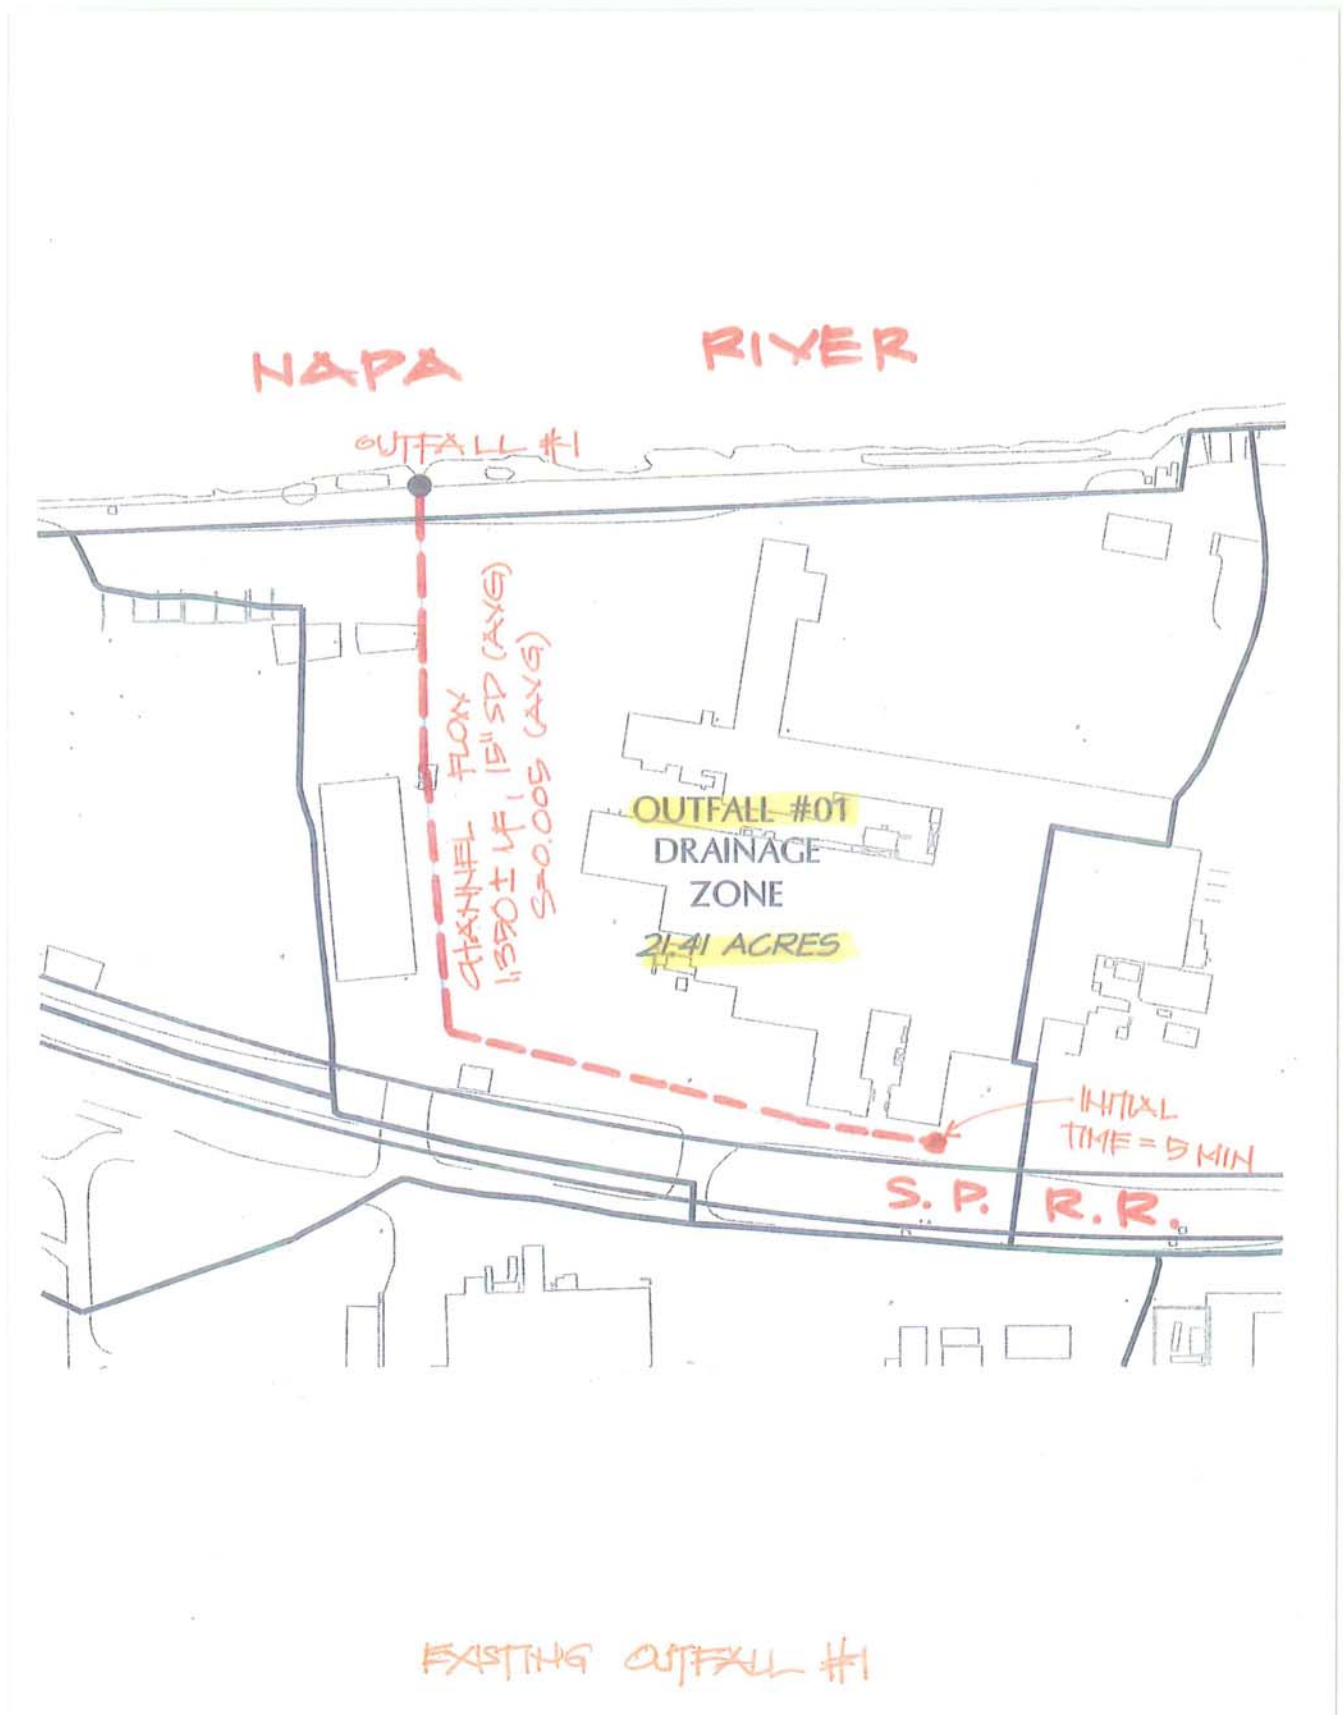 NAPA RIVER
OUTFALL #1
CHANNEL FLOW
1,350± LF, 15" SD (AVG)
S=0.005 (AVG)
OUTFALL #01
DRAINAGE
ZONE
21.41 ACRES
INITIAL
TIME = 5 MIN
S.P. R.R.
EXISTING OUTFALL #1